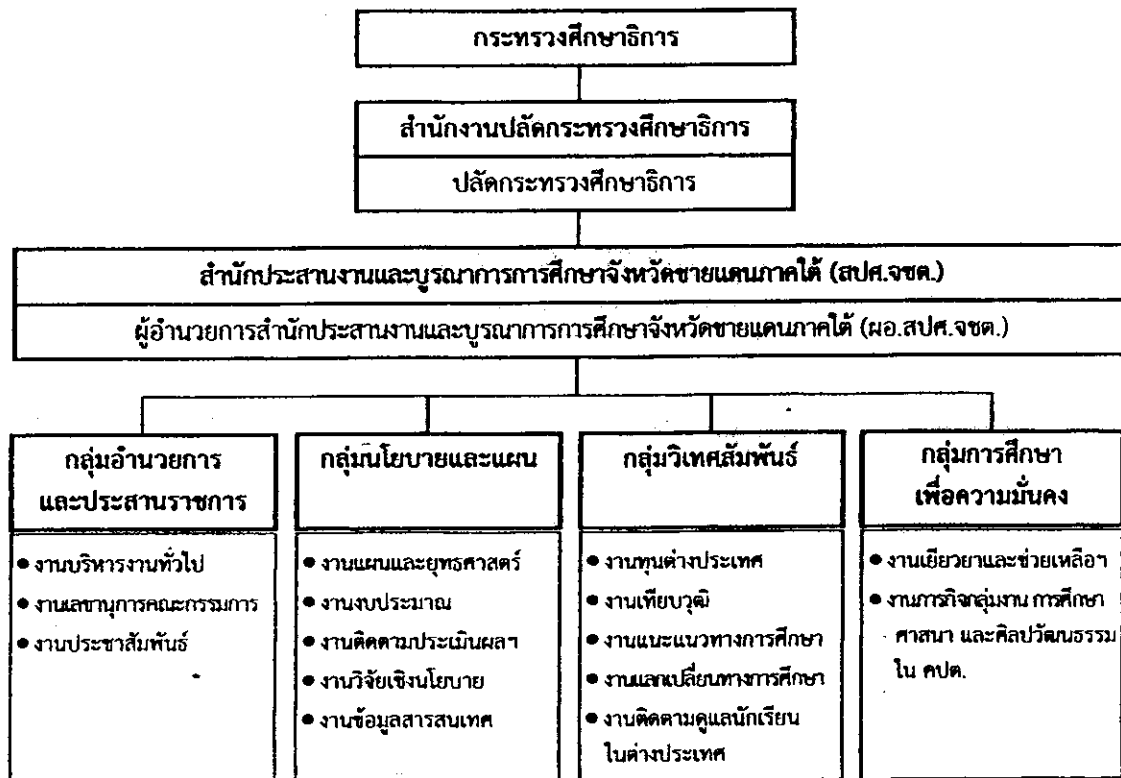 กระทรวงศึกษาธิการ
สำนักงานปลัดกระทรวงศึกษาธิการ
ปลัดกระทรวงศึกษาธิการ
สำนักประสานงานและบูรณาการการศึกษาจังหวัดชายแดนภาคใต้ (สปศ.จชต.)
ผู้อำนวยการสำนักประสานงานและบูรณาการการศึกษาจังหวัดชายแดนภาคใต้ (ผอ.สปศ.จชต.)
กลุ่มอำนวยการ
และประสานราชการ
● งานบริหารงานทั่วไป
● งานเลขานุการคณะกรรมการ
● งานประชาสัมพันธ์
กลุ่มนโยบายและแผน
● งานแผนและยุทธศาสตร์
● งานงบประมาณ
● งานติดตามประเมินผลฯ
● งานวิจัยเชิงนโยบาย
● งานข้อมูลสารสนเทศ
กลุ่มวิเทศสัมพันธ์
● งานทุนต่างประเทศ
● งานเทียบวุฒิ
● งานแนะแนวทางการศึกษา
● งานแลกเปลี่ยนทางการศึกษา
● งานติดตามดูแลนักเรียน
ในต่างประเทศ
กลุ่มการศึกษา
เพื่อความมั่นคง
● งานเยียวยาและช่วยเหลือฯ
● งานภารกิจกลุ่มงาน การศึกษา
ศาสนา และศิลปวัฒนธรรม
ใน คปต.